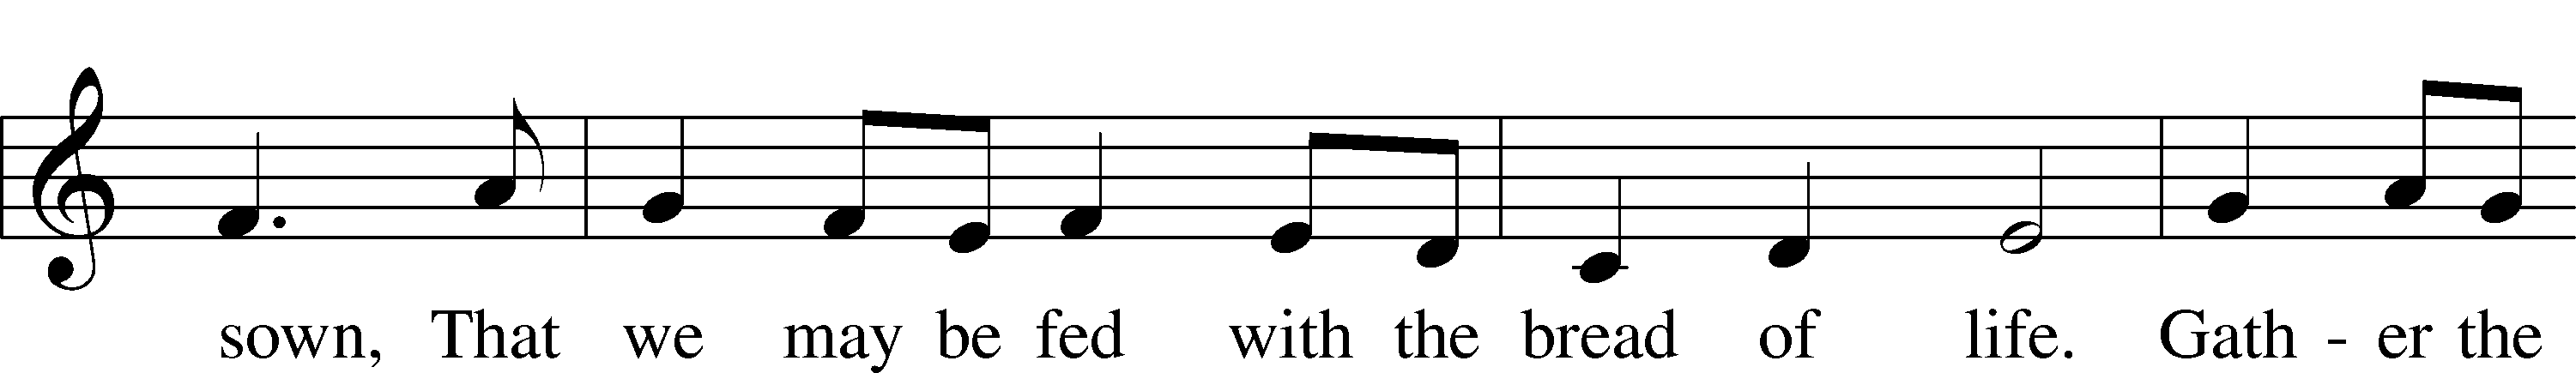 sown, That we may be fed with the bread of life. Gath - er the